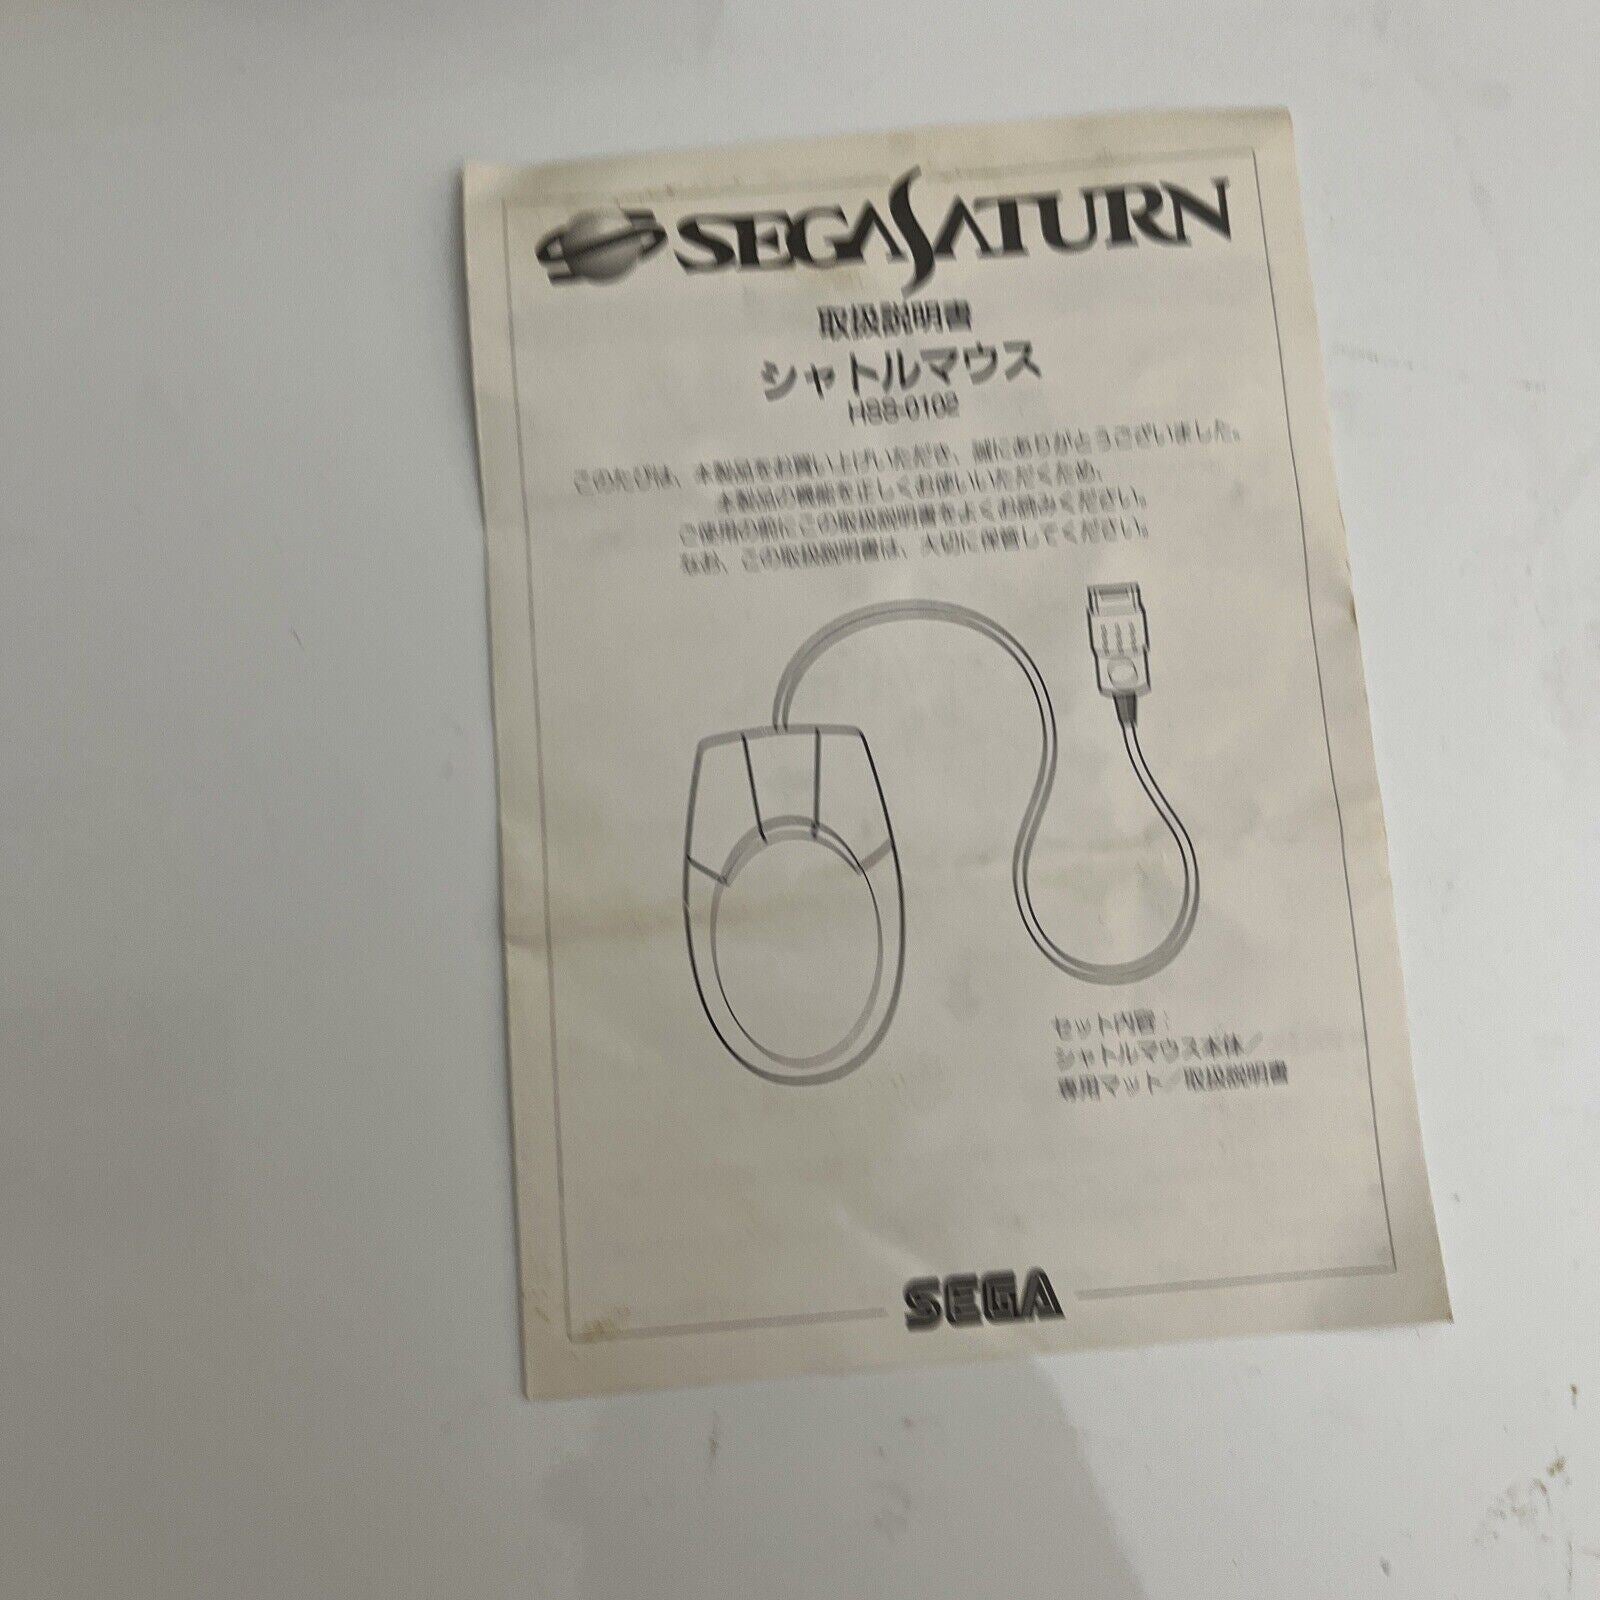 SEGASATURN
取扱説明書
シャトルマウス
HSS-0102
このたびは、本製品をお買い上げいただき、誠にありがとうございました。
本製品の機能を正しくお使いいただくため、
ご使用の前にこの取扱説明書をよくお読みください。
なお、この取扱説明書は、大切に保管してください。
セット内容：
シャトルマウス本体／
専用マット／取扱説明書
SEGA